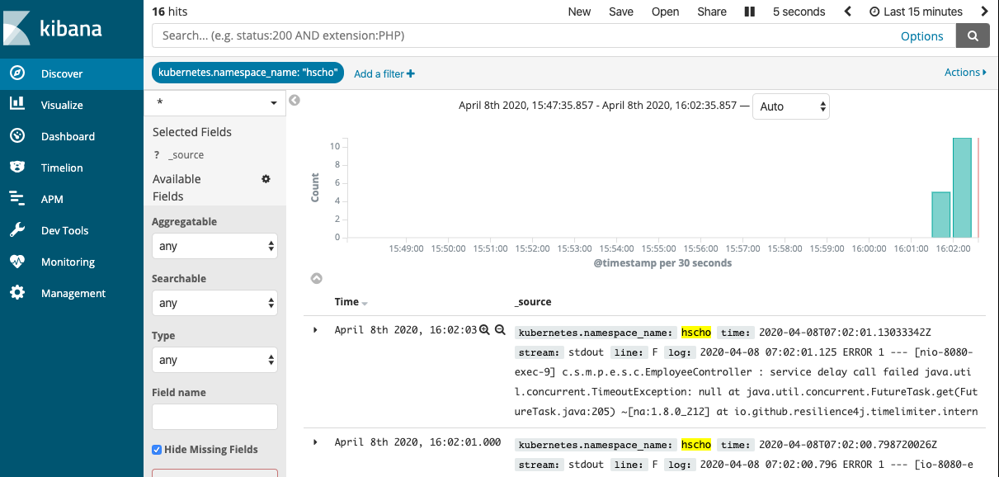 16 hits
New Save Open Share 5 seconds Last 15 minutes
kibana
Search... (e.g. status:200 AND extension:PHP)
Options
Discover
Visualize
Dashboard
Timelion
APM
Dev Tools
Monitoring
Management
kubernetes.namespace_name: "hscho"
Add a filter
Actions
*
Selected Fields
? _source
Available
Fields
Aggregatable
any
Searchable
any
Type
any
Field name
Hide Missing Fields
April 8th 2020, 15:47:35.857 - April 8th 2020, 16:02:35.857 —
Auto
Count
10
8
6
4
2
0
15:49:00 15:50:00 15:51:00 15:52:00 15:53:00 15:54:00 15:55:00 15:56:00 15:57:00 15:58:00 15:59:00 16:00:00 16:01:00 16:02:00
@timestamp per 30 seconds
Time _source
April 8th 2020, 16:02:03
kubernetes.namespace_name: hscho time: 2020-04-08T07:02:01.13033342Z
stream: stdout line: F log: 2020-04-08 07:02:01.125 ERROR 1 --- [nio-8080-
exec-9] c.s.m.p.e.s.c.EmployeeController : service delay call failed java.uti
l.concurrent.TimeoutException: null at java.util.concurrent.FutureTask.get(Fut
ureTask.java:205) ~[na:1.8.0_212] at io.github.resilience4j.timelimiter.intern
April 8th 2020, 16:02:01.000
kubernetes.namespace_name: hscho time: 2020-04-08T07:02:00.798720026Z
stream: stdout line: F log: 2020-04-08 07:02:00.796 ERROR 1 --- [io-8080-e